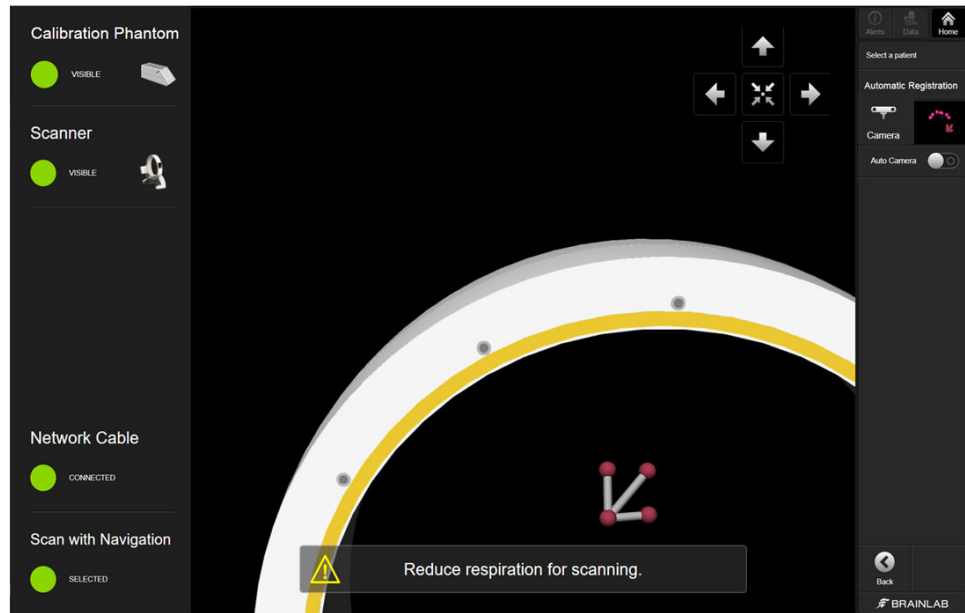 Calibration Phantom
VISIBLE
Scanner
VISIBLE
Network Cable
CONNECTED
Scan with Navigation
SELECTED
Reduce respiration for scanning.
Alerts
Data
Home
Select a patient
Automatic Registration
Camera
Auto Camera
Back
BRAINLAB